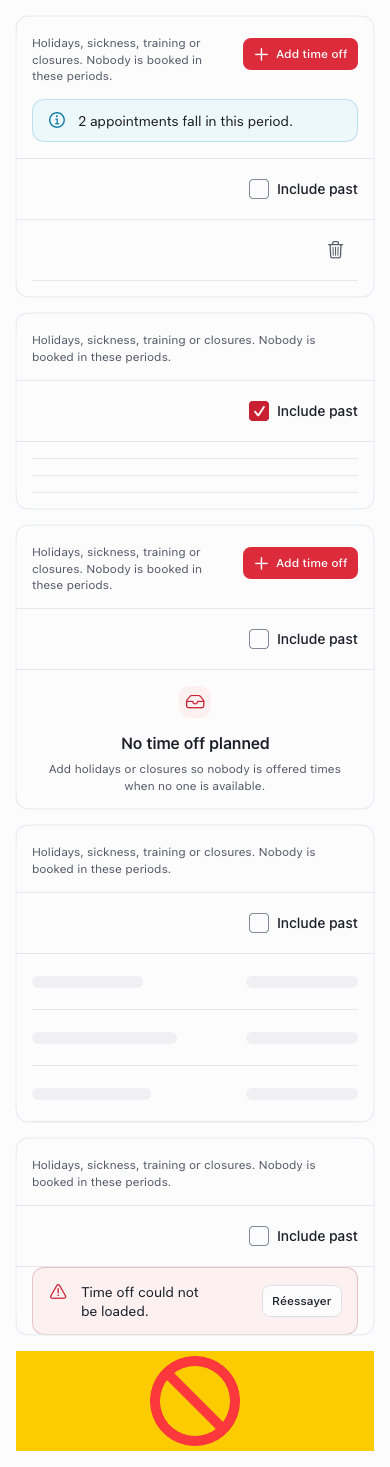 Holidays, sickness, training or
closures. Nobody is booked in
these periods.
Add time off
2 appointments fall in this period.
Include past
Holidays, sickness, training or closures. Nobody is
booked in these periods.
Include past
Holidays, sickness, training or
closures. Nobody is booked in
these periods.
Add time off
Include past
No time off planned
Add holidays or closures so nobody is offered times
when no one is available.
Holidays, sickness, training or closures. Nobody is
booked in these periods.
Include past
Holidays, sickness, training or closures. Nobody is
booked in these periods.
Include past
Time off could not
be loaded.
Réessayer